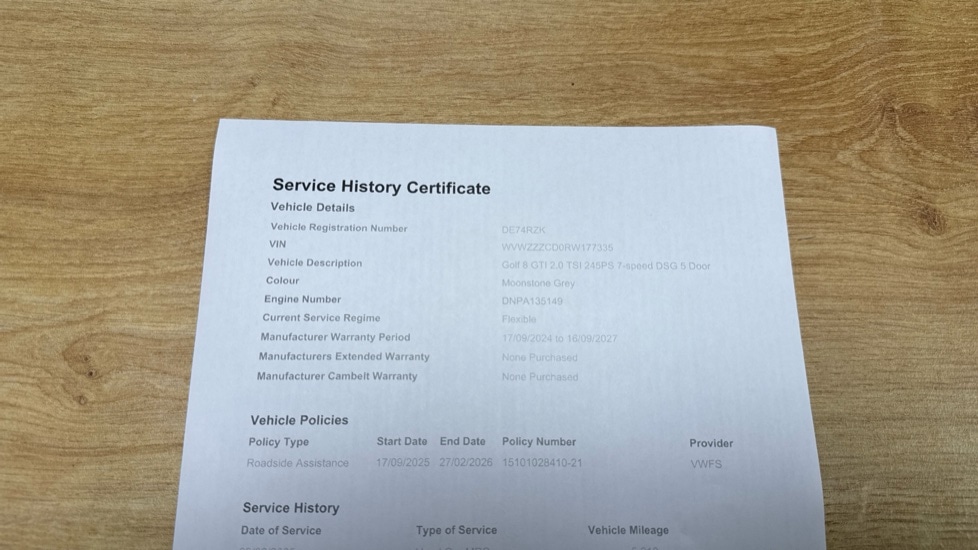 Service History Certificate
Vehicle Details
Vehicle Registration Number DE74RZK
VIN WVWZZZCD0RW177335
Vehicle Description Golf 8 GTI 2.0 TSI 245PS 7-speed DSG 5 Door
Colour Moonstone Grey
Engine Number DNPA135149
Current Service Regime Flexible
Manufacturer Warranty Period 17/09/2024 to 16/09/2027
Manufacturers Extended Warranty None Purchased
Manufacturer Cambelt Warranty None Purchased
Vehicle Policies
Policy Type Start Date End Date Policy Number Provider
Roadside Assistance 17/09/2025 27/02/2026 15101028410-21 VWFS
Service History
Date of Service Type of Service Vehicle Mileage